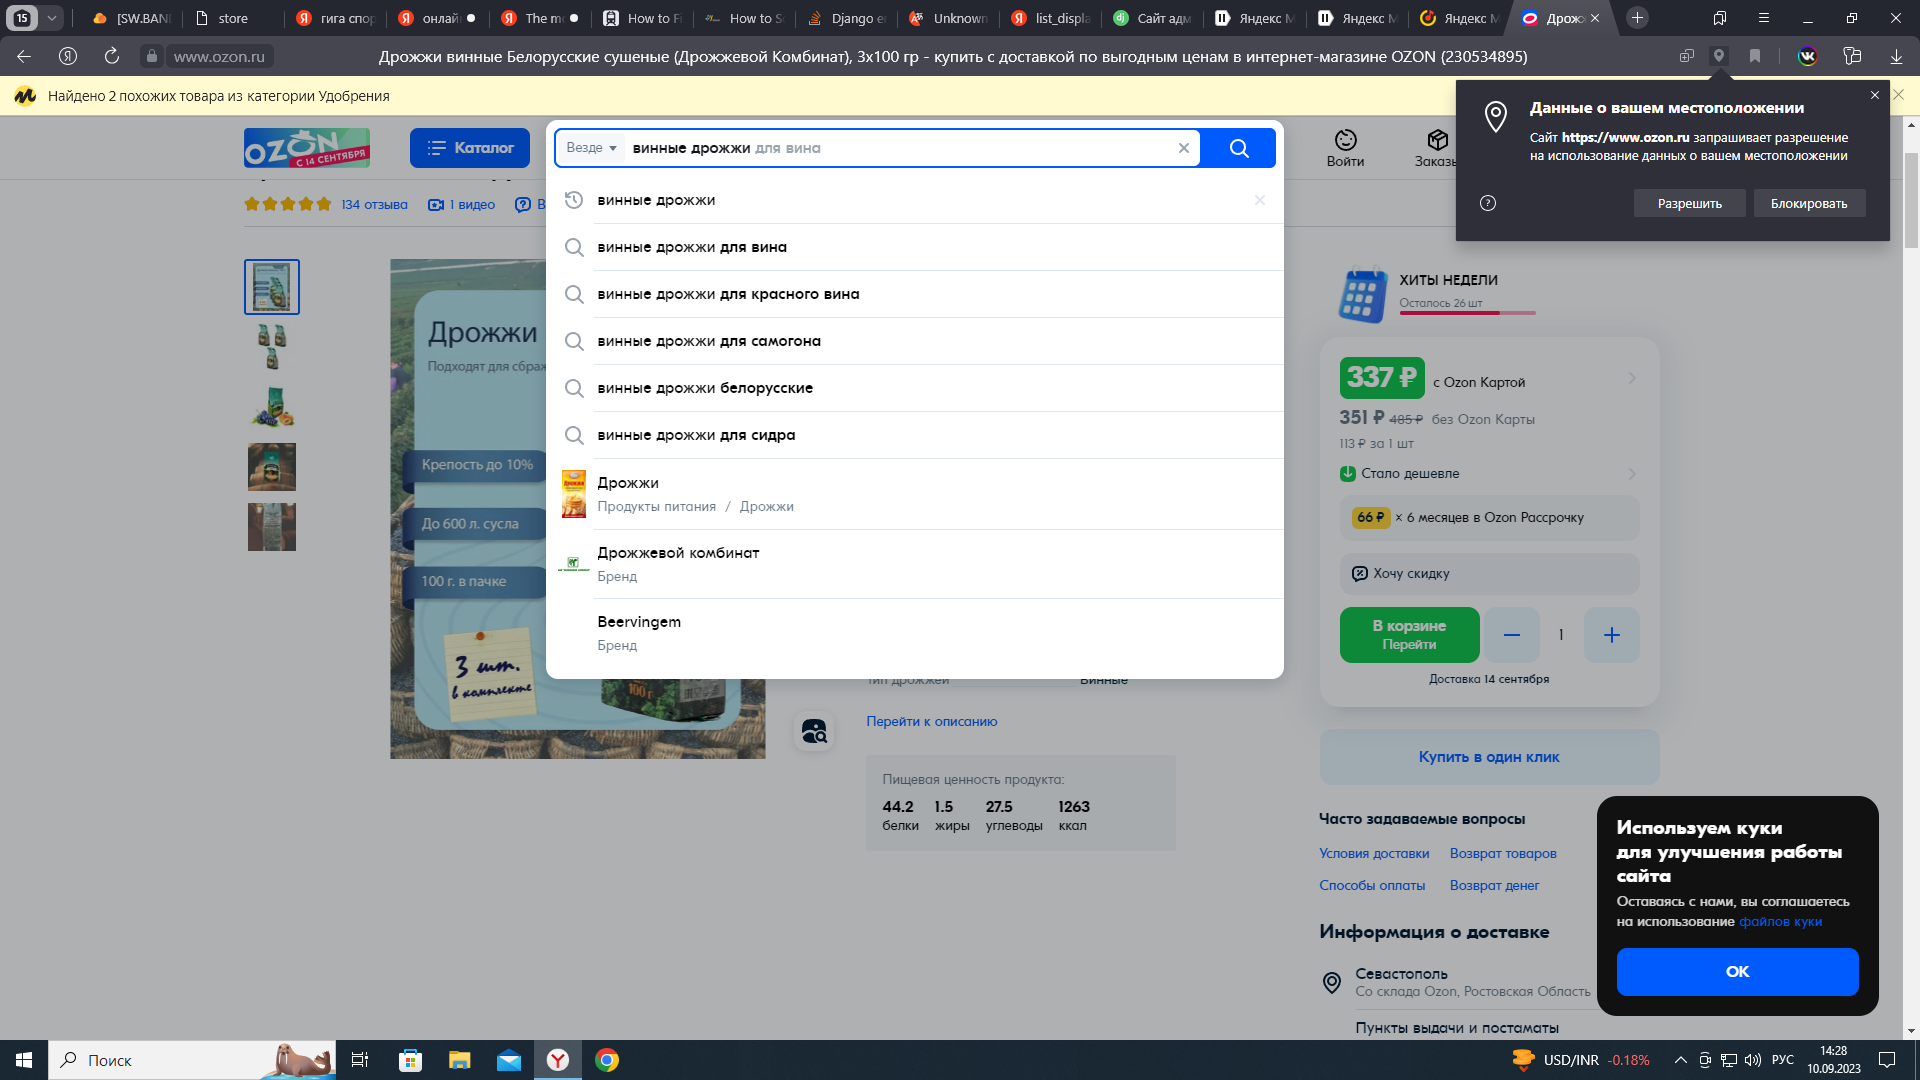 15
[SW.BAN
store
гига спор
онлай
The m
How to Fi
How to S
Django e
Unknown
list_displa
Сайт адм
Яндекс М
Яндекс М
Яндекс М
Дрожж
www.ozon.ru
Дрожжи винные Белорусские сушеные (Дрожжевой Комбинат), 3х100 гр - купить с доставкой по выгодным ценам в интернет-магазине OZON (230534895)
Найдено 2 похожих товара из категории Удобрения
Данные о вашем местоположении
Сайт https://www.ozon.ru запрашивает разрешение
на использование данных о вашем местоположении
Разрешить
Блокировать
OZON
С 14 СЕНТЯБРЯ
Каталог
Везде
винные дрожжи для вина
Войти
Заказы
134 отзыва
1 видео
В
винные дрожжи
винные дрожжи для вина
винные дрожжи для красного вина
винные дрожжи для самогона
винные дрожжи белорусские
винные дрожжи для сидра
Дрожжи
Продукты питания / Дрожжи
Дрожжевой комбинат
Бренд
Beervingem
Бренд
Дрожжи
Подходят для сбраж
Крепость до 10%
До 600 л. сусла
100 г. в пачке
3 шт.
в комплекте
100 г
Тип дрожжей
Винные
Перейти к описанию
Пищевая ценность продукта:
44.2 1.5 27.5 1263
белки жиры углеводы ккал
ХИТЫ НЕДЕЛИ
Осталось 26 шт
337 ₽ с Ozon Картой
351 ₽ 485 ₽ без Ozon Карты
113 ₽ за 1 шт
Стало дешевле
66 ₽ × 6 месяцев в Ozon Рассрочку
Хочу скидку
В корзине
Перейти
1
Доставка 14 сентября
Купить в один клик
Часто задаваемые вопросы
Условия доставки
Возврат товаров
Способы оплаты
Возврат денег
Информация о доставке
Севастополь
Со склада Ozon, Ростовская Область
Пункты выдачи и постаматы
Используем куки
для улучшения работы
сайта
Оставаясь с нами, вы соглашаетесь
на использование файлов куки
ОК
Поиск
USD/INR -0.18%
РУС
14:28
10.09.2023